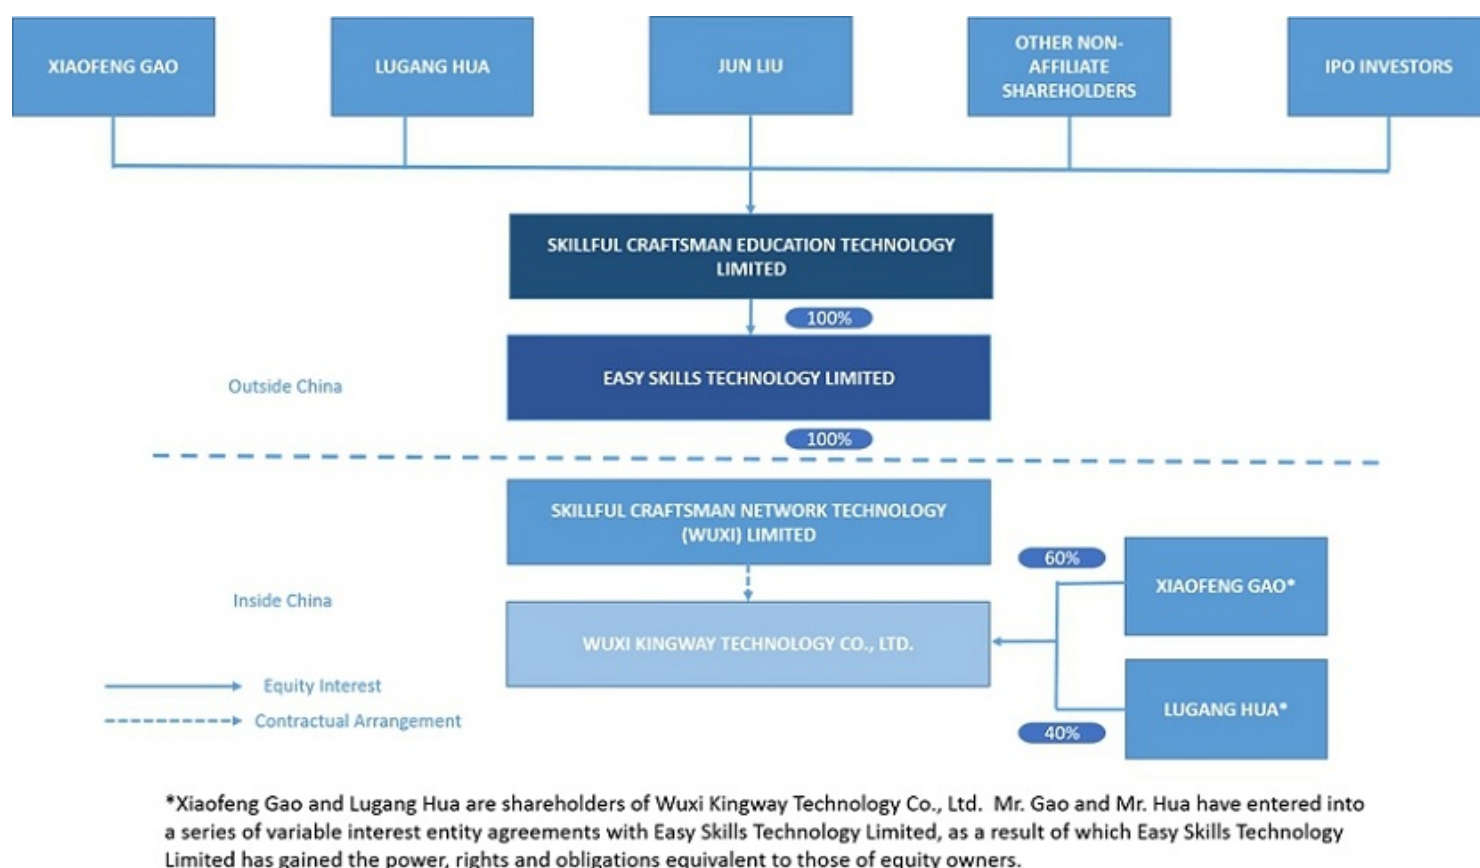 XIAOFENG GAO
LUGANG HUA
JUN LIU
OTHER NON-
AFFILIATE
SHAREHOLDERS
IPO INVESTORS
SKILLFUL CRAFTSMAN EDUCATION TECHNOLOGY
LIMITED
100%
EASY SKILLS TECHNOLOGY LIMITED
Outside China
100%
SKILLFUL CRAFTSMAN NETWORK TECHNOLOGY
(WUXI) LIMITED
60%
XIAOFENG GAO*
Inside China
WUXI KINGWAY TECHNOLOGY CO., LTD.
Equity Interest
Contractual Arrangement
LUGANG HUA*
40%
*Xiaofeng Gao and Lugang Hua are shareholders of Wuxi Kingway Technology Co., Ltd.  Mr. Gao and Mr. Hua have entered into
a series of variable interest entity agreements with Easy Skills Technology Limited, as a result of which Easy Skills Technology
Limited has gained the power, rights and obligations equivalent to those of equity owners.